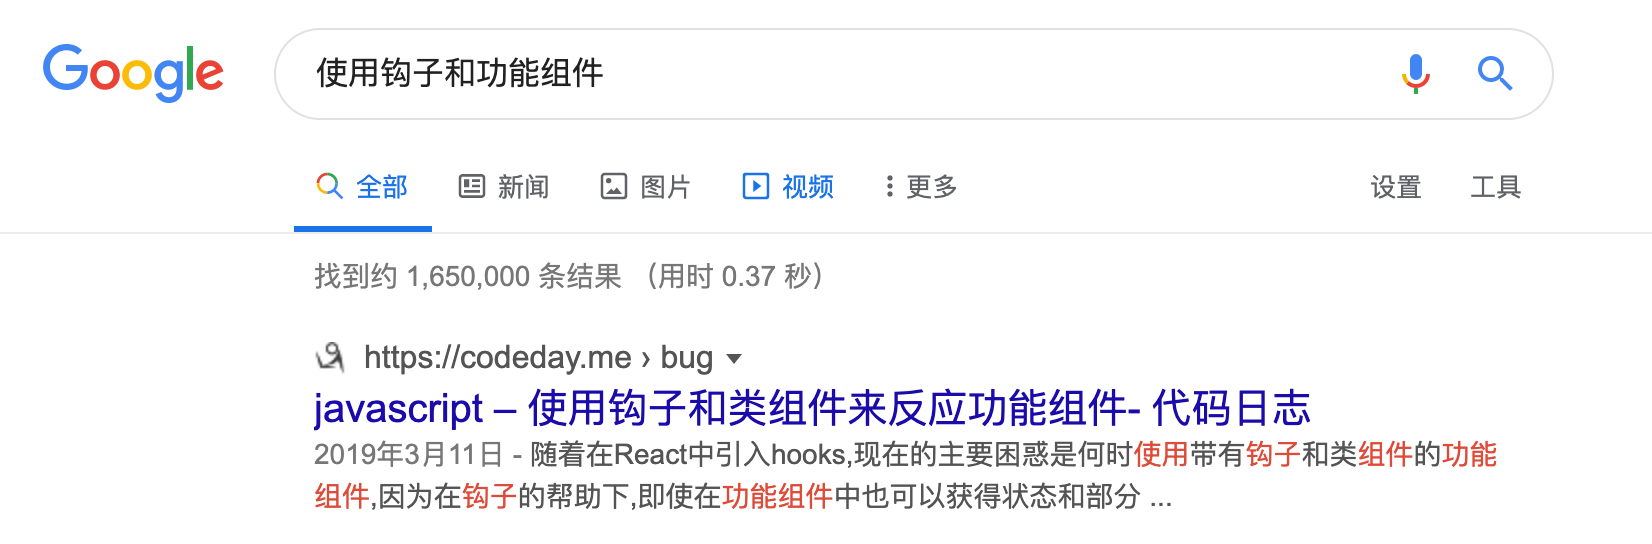 Google
使用钩子和功能组件
全部 新闻 图片 视频 更多 设置 工具
找到约 1,650,000 条结果 （用时 0.37 秒）
https://codeday.me › bug
javascript – 使用钩子和类组件来反应功能组件- 代码日志
2019年3月11日 - 随着在React中引入hooks,现在的主要困惑是何时使用带有钩子和类组件的功能
组件,因为在钩子的帮助下,即使在功能组件中也可以获得状态和部分 ...